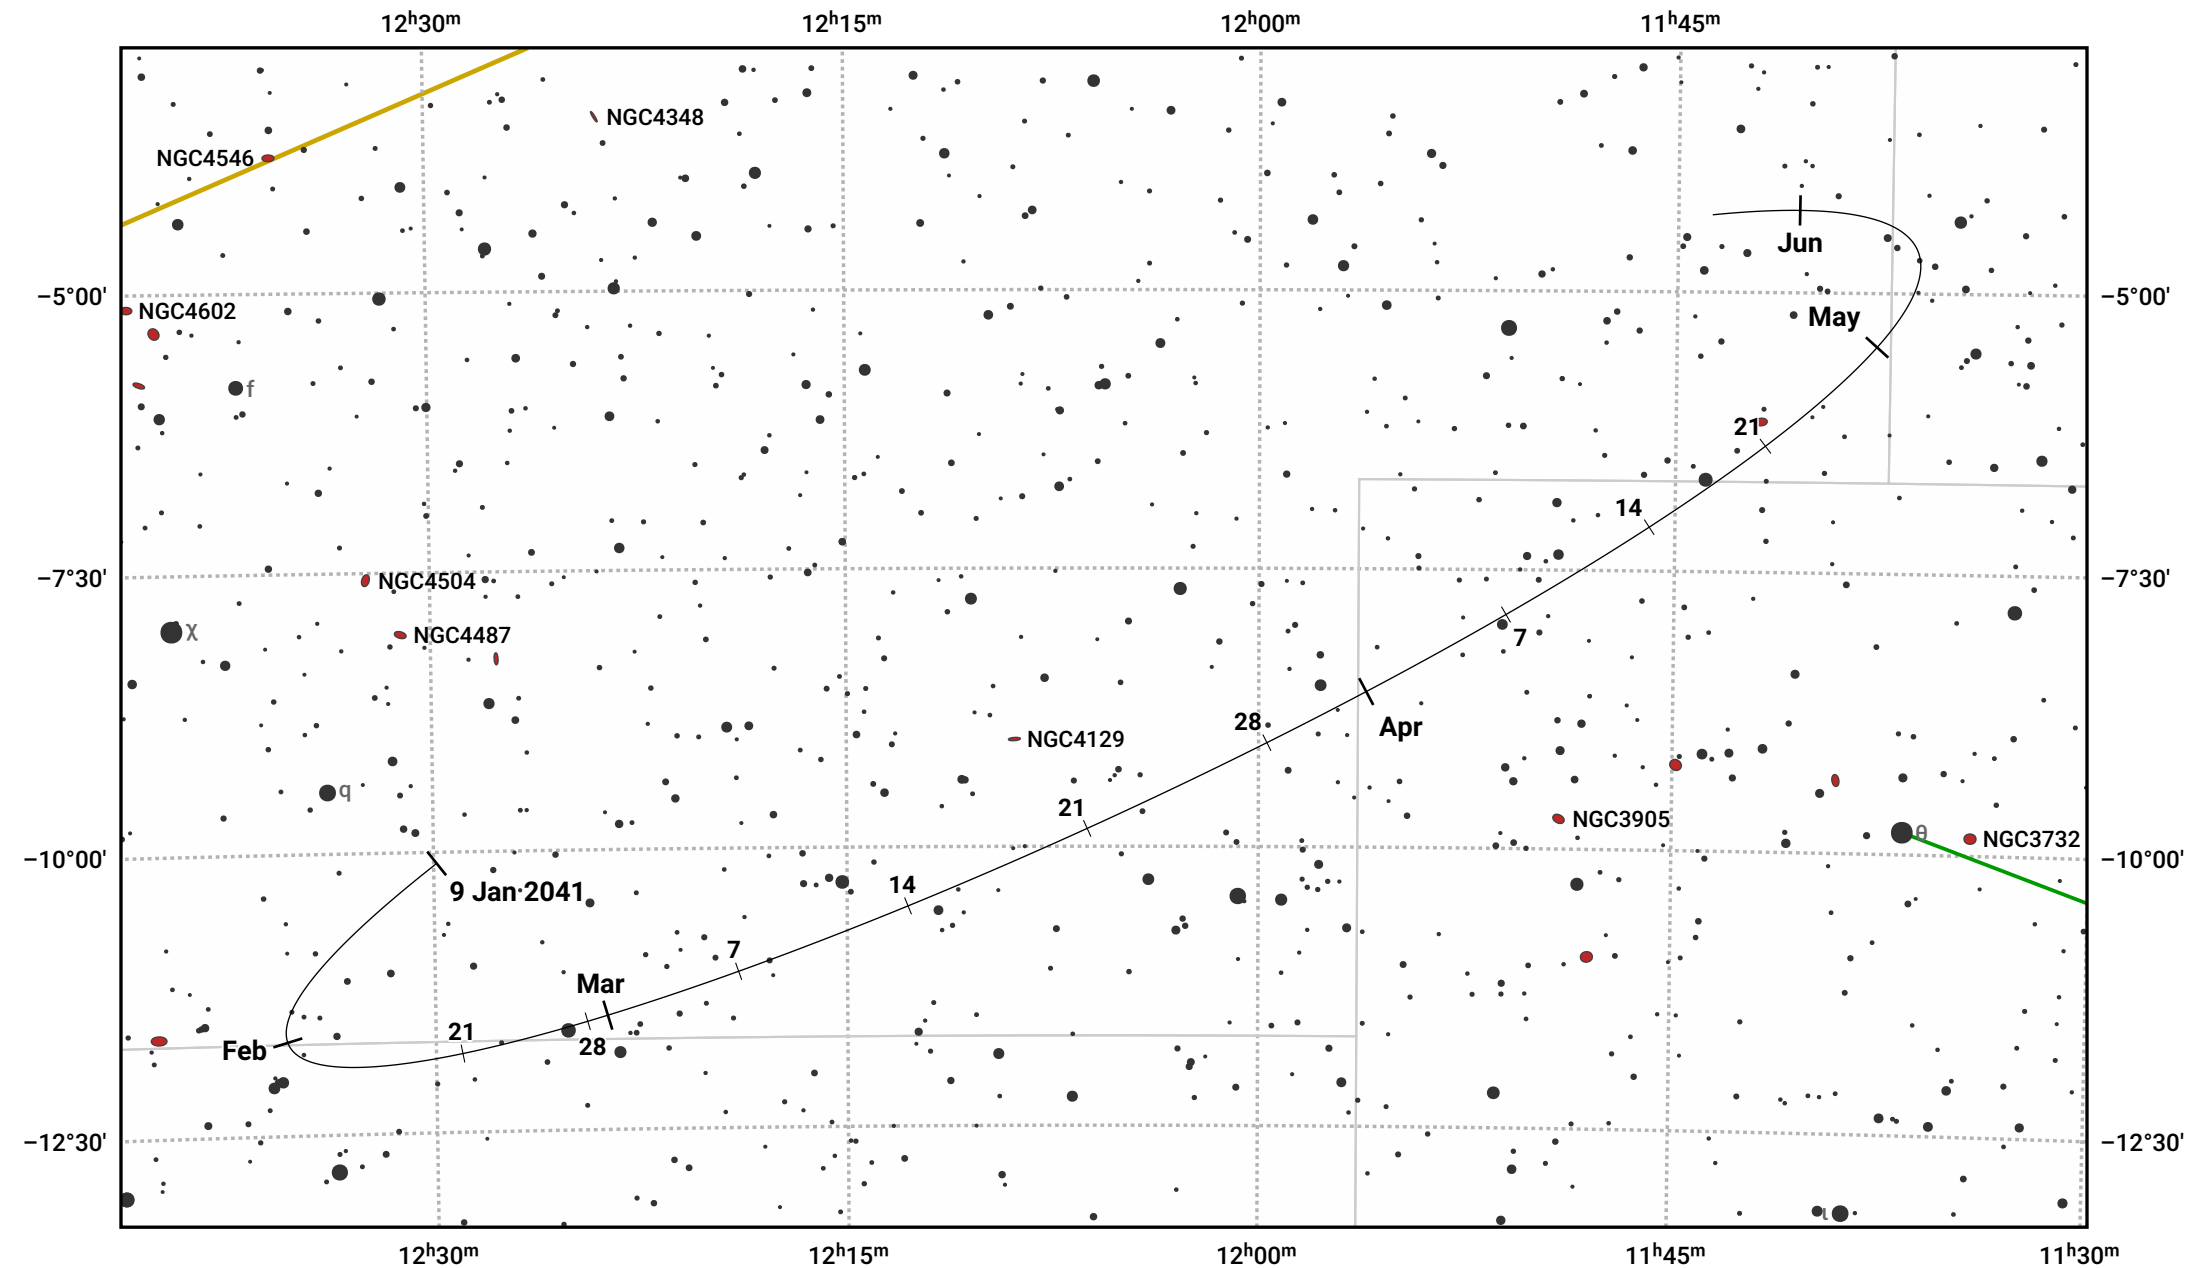 12ʰ30ᵐ 12ʰ15ᵐ 12ʰ00ᵐ 11ʰ45ᵐ
NGC4348
NGC4546
Jun
−5°00' −5°00'
NGC4602
May
f
21
14
−7°30' −7°30'
NGC4504
χ
NGC4487
7
28
Apr
NGC4129
q
21
NGC3905
θ
NGC3732
−10°00' −10°00'
9 Jan 2041
14
7
Mar
21
28
Feb
−12°30' −12°30'
ι
12ʰ30ᵐ 12ʰ15ᵐ 12ʰ00ᵐ 11ʰ45ᵐ 11ʰ30ᵐ